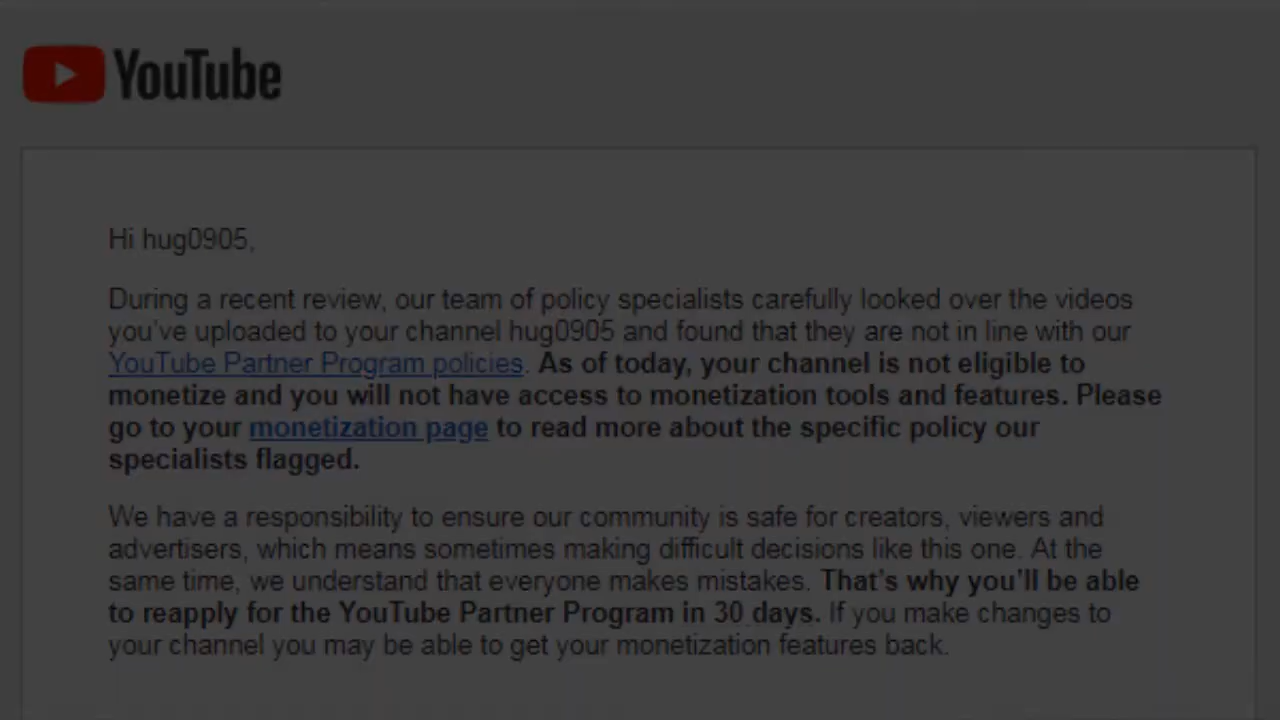 YouTube
Hi hug0905,
During a recent review, our team of policy specialists carefully looked over the videos
you've uploaded to your channel hug0905 and found that they are not in line with our
YouTube Partner Program policies. As of today, your channel is not eligible to
monetize and you will not have access to monetization tools and features. Please
go to your monetization page to read more about the specific policy our
specialists flagged.
We have a responsibility to ensure our community is safe for creators, viewers and
advertisers, which means sometimes making difficult decisions like this one. At the
same time, we understand that everyone makes mistakes. That's why you'll be able
to reapply for the YouTube Partner Program in 30 days. If you make changes to
your channel you may be able to get your monetization features back.